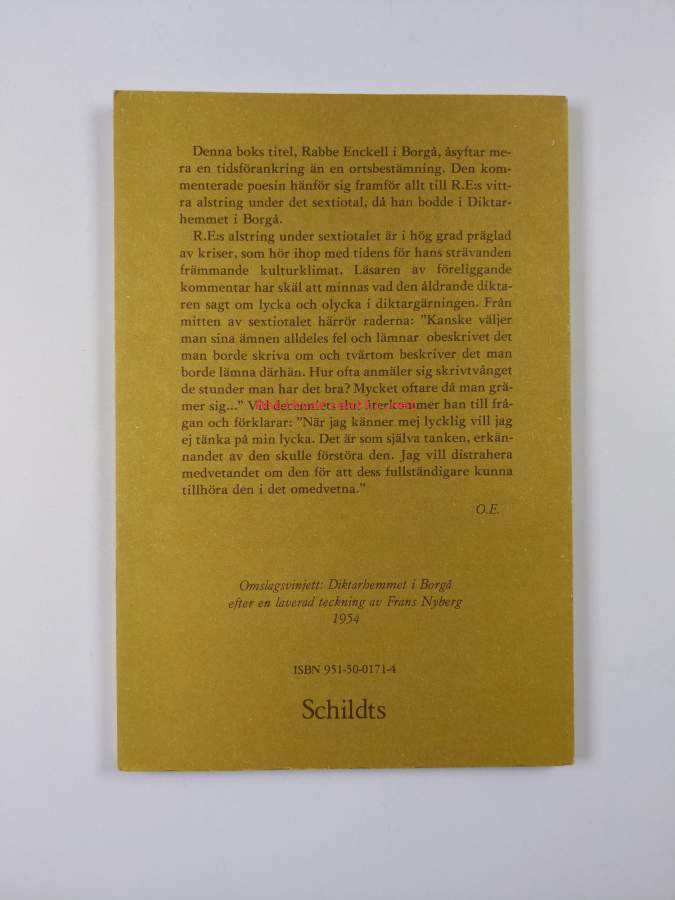 Denna boks titel, Rabbe Enckell i Borgå, åsyftar me-
ra en tidsförankring än en ortsbestämning. Den kom-
menterade poesin hänför sig framför allt till R.E:s vitt-
ra alstring under det sextiotal, då han bodde i Diktar-
hemmet i Borgå.
R.E:s alstring under sextiotalet är i hög grad präglad
av kriser, som hör ihop med tidens för hans strävanden
främmande kulturklimat. Läsaren av föreliggande
kommentar har skäl att minnas vad den åldrande dikta-
ren sagt om lycka och olycka i diktargärningen. Från
mitten av sextiotalet härrör raderna: ”Kanske väljer
man sina ämnen alldeles fel och lämnar obeskrivet det
man borde skriva om och tvärtom beskriver det man
borde lämna därhän. Hur ofta anmäler sig skrivtvånget
de stunder man har det bra? Mycket oftare då man grä-
mer sig...” Vid decenniets slut återkommer han till frå-
gan och förklarar: ”När jag känner mej lycklig vill jag
ej tänka på min lycka. Det är som själva tanken, erkän-
nandet av den skulle förstöra den. Jag vill distrahera
medvetandet om den för att dess fullständigare kunna
tillhöra den i det omedvetna.”
O.E.
Omslagsvinjett: Diktarhemmet i Borgå
efter en laverad teckning av Frans Nyberg
1954
ISBN 951-50-0171-4
Schildts